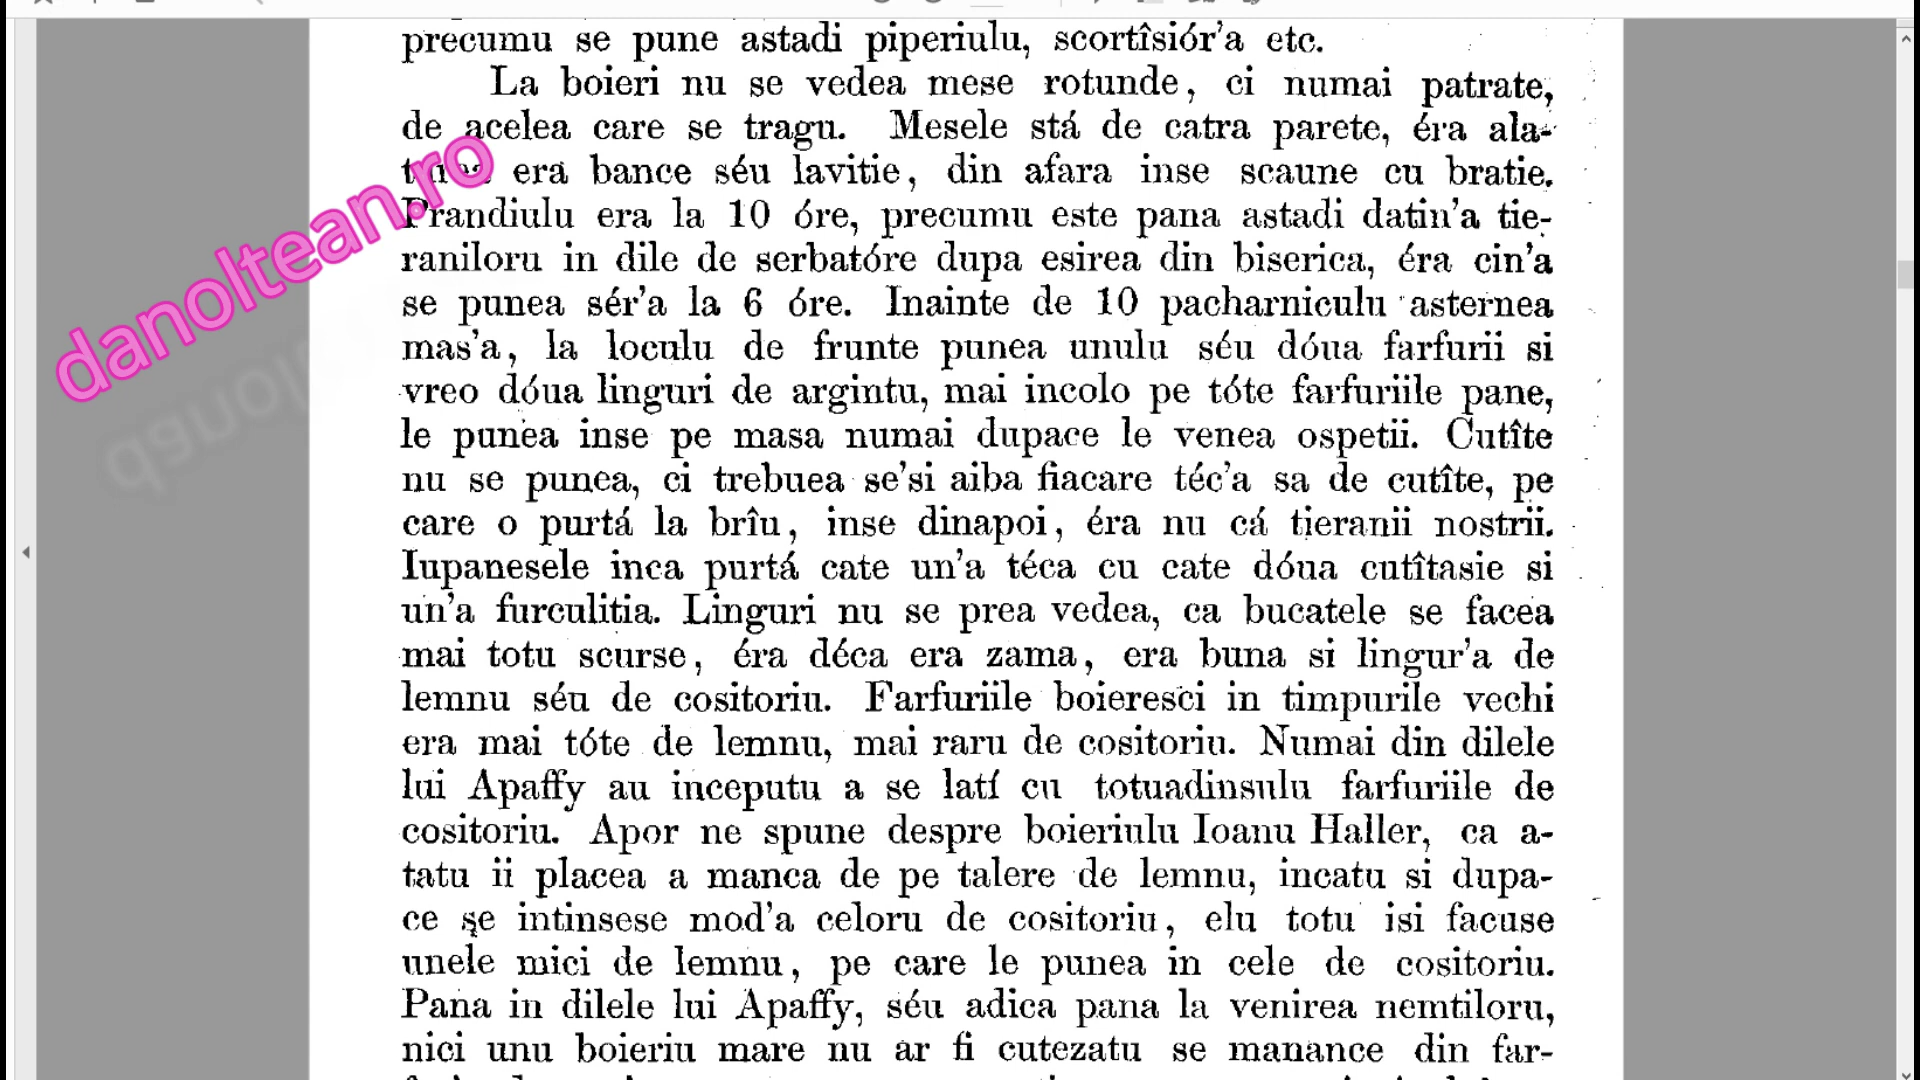 precumu se pune astadi piperiulu, scortîsiór'a etc.
La boieri nu se vedea mese rotunde, ci numai patrate,
de acelea care se tragu. Mesele stá de catra parete, éra ala-
era bance séu lavitie, din afara inse scaune cu bratie.
Prandiulu era la 10 óre, precumu este pana astadi datin'a tie-
raniloru in dile de serbatóre dupa esirea din biserica, éra cin'a
se punea sér'a la 6 óre. Inainte de 10 pacharniculu asternea
mas'a, la loculu de frunte punea unulu séu dóua farfurii si
vreo dóua linguri de argintu, mai incolo pe tóte farfuriile pane,
le punea inse pe masa numai dupace le venea ospetii. Cutîte
nu se punea, ci trebuea se'si aiba fiacare téc'a sa de cutîte, pe
care o purtá la brîu, inse dinapoi, éra nu cá tieranii nostrii.
Iupanesele inca purtá cate un'a téca cu cate dóua cutîtasie si
un'a furculitia. Linguri nu se prea vedea, ca bucatele se facea
mai totu scurse, éra déca era zama, era buna si lingur'a de
lemnu séu de cositoriu. Farfuriile boieresci in timpurile vechi
era mai tóte de lemnu, mai raru de cositoriu. Numai din dilele
lui Apaffy au inceputu a se latí cu totuadinsulu farfuriile de
cositoriu. Apor ne spune despre boieriulu Ioanu Haller, ca a-
tatu ii placea a manca de pe talere de lemnu, incatu si dupa-
ce se intinsese mod'a celoru de cositoriu, elu totu isi facuse
unele mici de lemnu, pe care le punea in cele de cositoriu.
Pana in dilele lui Apaffy, séu adica pana la venirea nemtiloru,
nici unu boieriu mare nu ar fi cutezatu se manance din far-
danoltean.ro